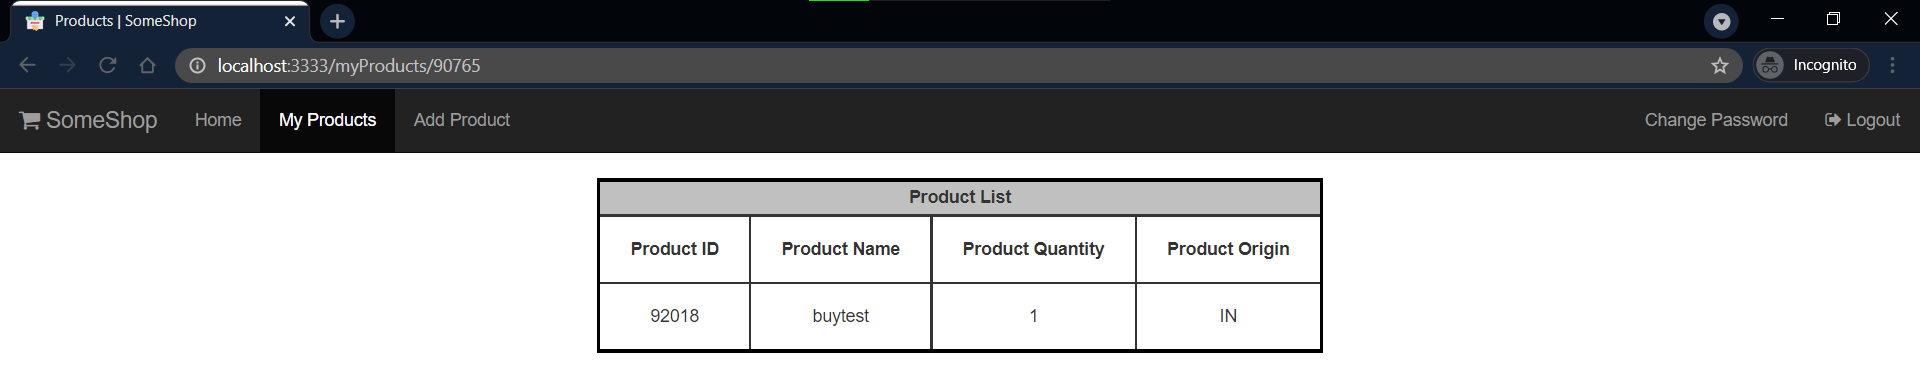 Products | SomeShop
localhost:3333/myProducts/90765
Incognito
SomeShop Home My Products Add Product Change Password Logout
Product List
Product ID Product Name Product Quantity Product Origin
92018 buytest 1 IN